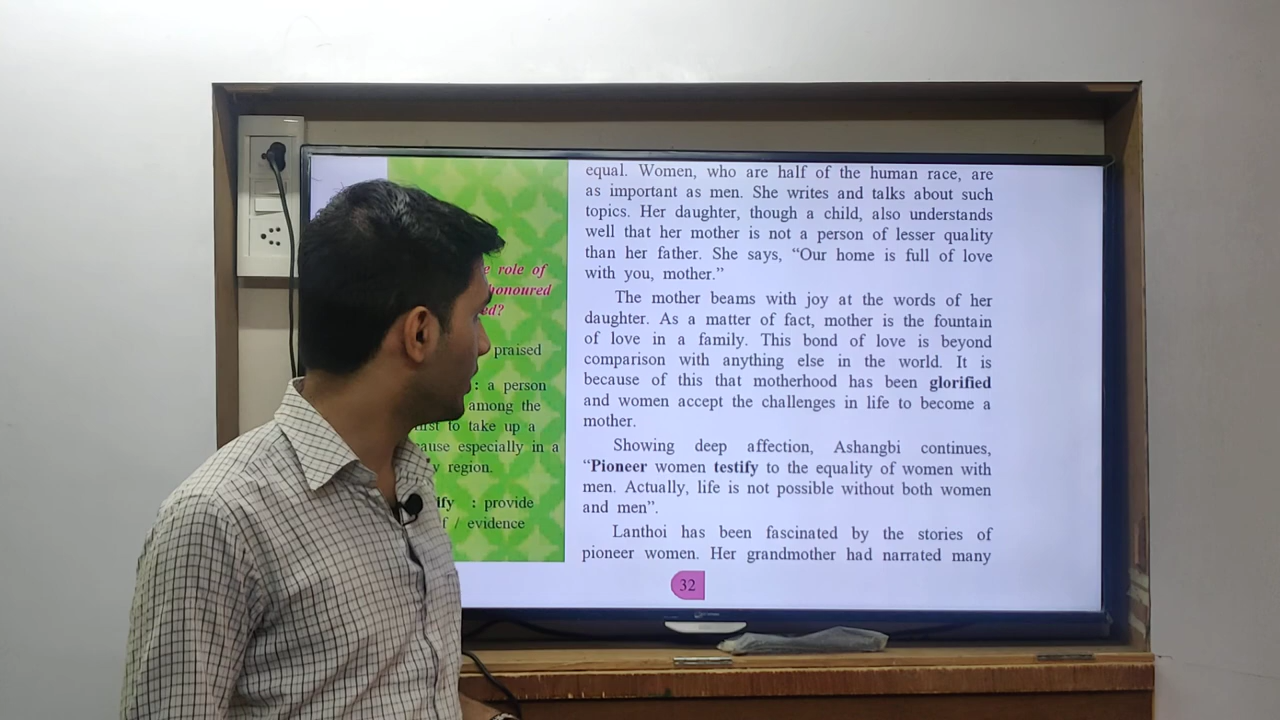 role of
honoured
praised
: a person
among the
first to take up a
cause especially in a
region.
: provide
/ evidence
equal. Women, who are half of the human race, are
as important as men. She writes and talks about such
topics. Her daughter, though a child, also understands
well that her mother is not a person of lesser quality
than her father. She says, “Our home is full of love
with you, mother.”
The mother beams with joy at the words of her
daughter. As a matter of fact, mother is the fountain
of love in a family. This bond of love is beyond
comparison with anything else in the world. It is
because of this that motherhood has been glorified
and women accept the challenges in life to become a
mother.
Showing deep affection, Ashangbi continues,
“Pioneer women testify to the equality of women with
men. Actually, life is not possible without both women
and men”.
Lanthoi has been fascinated by the stories of
pioneer women. Her grandmother had narrated many
32